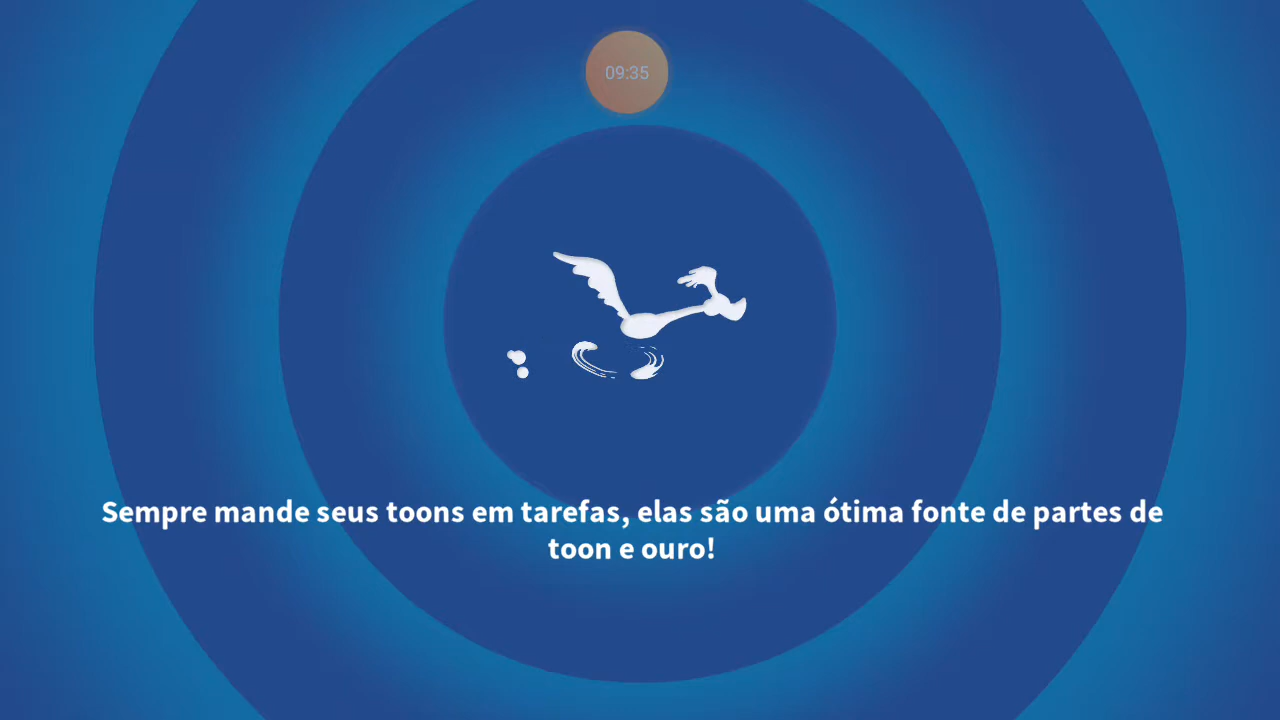 09:35
Sempre mande seus toons em tarefas, elas são uma ótima fonte de partes de
toon e ouro!